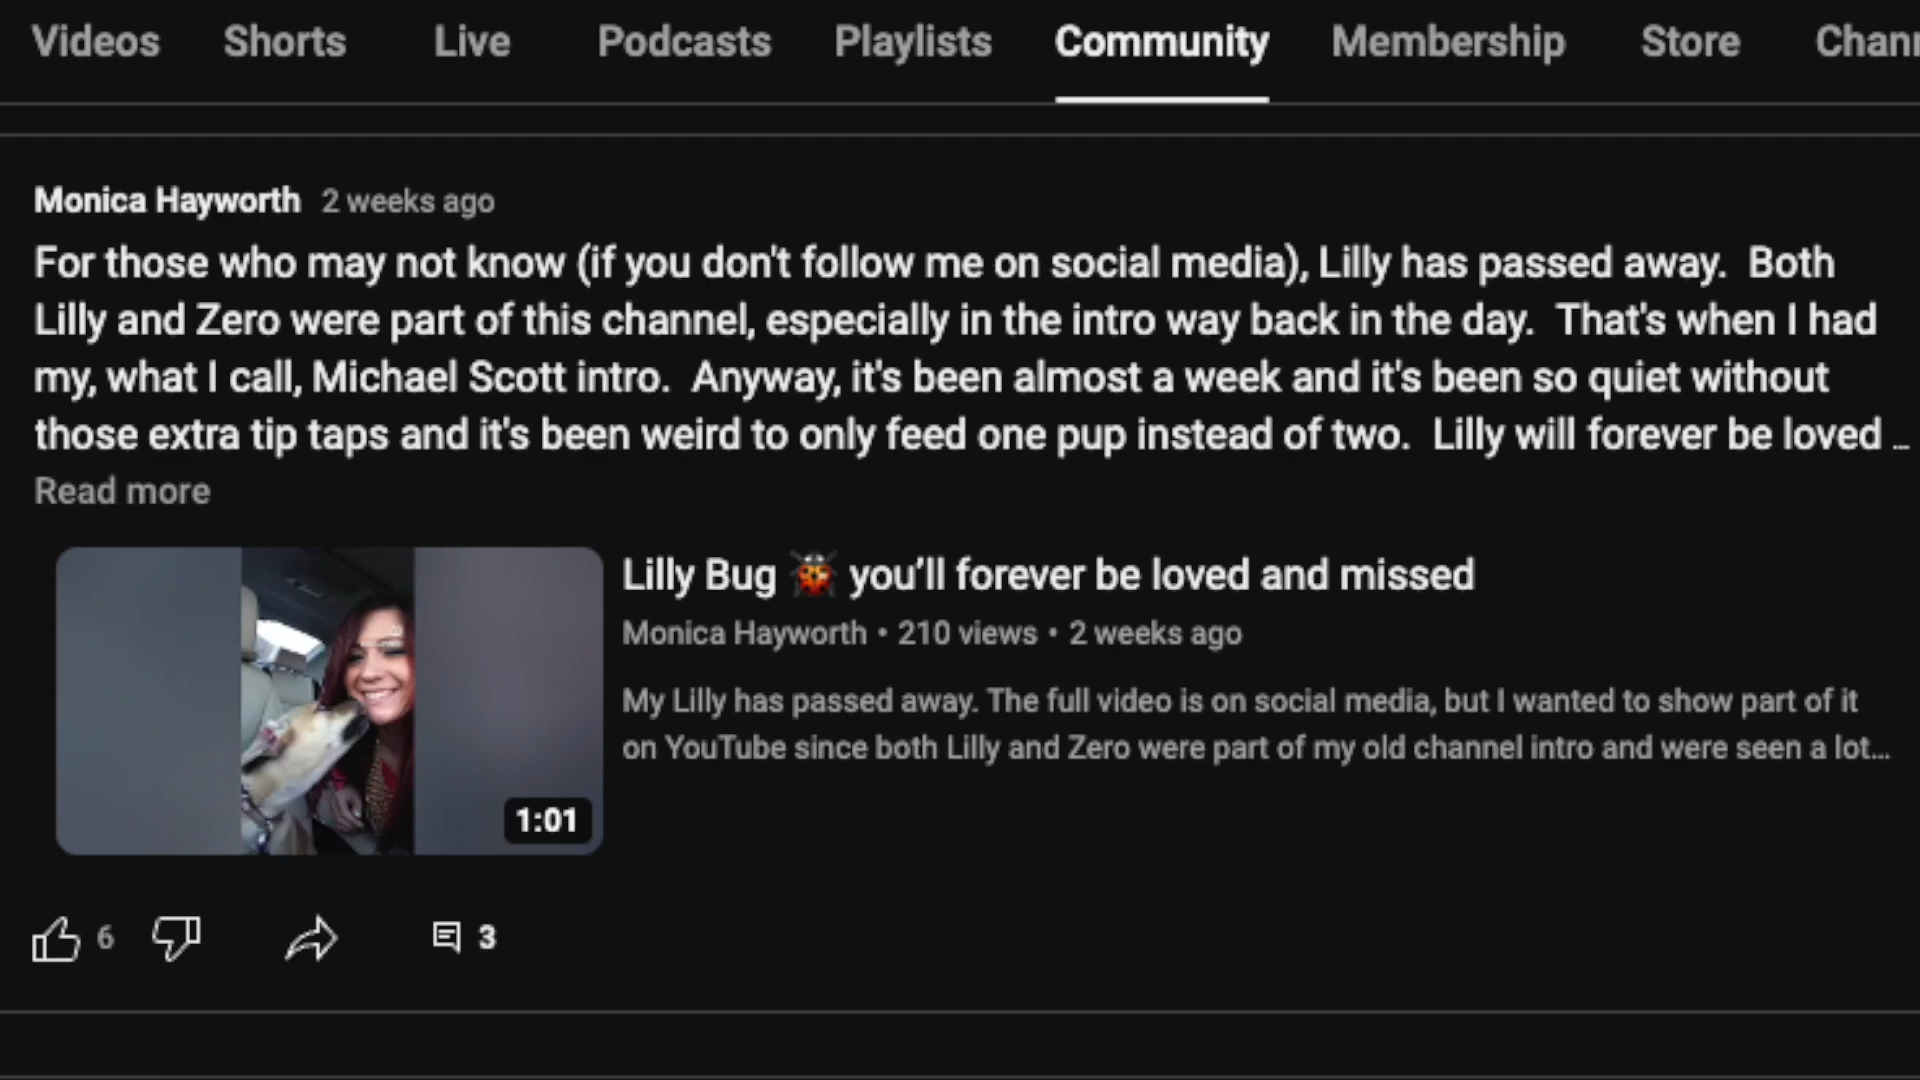 Videos Shorts Live Podcasts Playlists Community Membership Store
Monica Hayworth 2 weeks ago
For those who may not know (if you don't follow me on social media), Lilly has passed away. Both
Lilly and Zero were part of this channel, especially in the intro way back in the day. That's when I had
my, what I call, Michael Scott intro. Anyway, it's been almost a week and it's been so quiet without
those extra tip taps and it's been weird to only feed one pup instead of two. Lilly will forever be loved ...
Read more
1:01
Lilly Bug 🐞 you’ll forever be loved and missed
Monica Hayworth • 210 views • 2 weeks ago
My Lilly has passed away. The full video is on social media, but I wanted to show part of it
on YouTube since both Lilly and Zero were part of my old channel intro and were seen a lot...
6 3